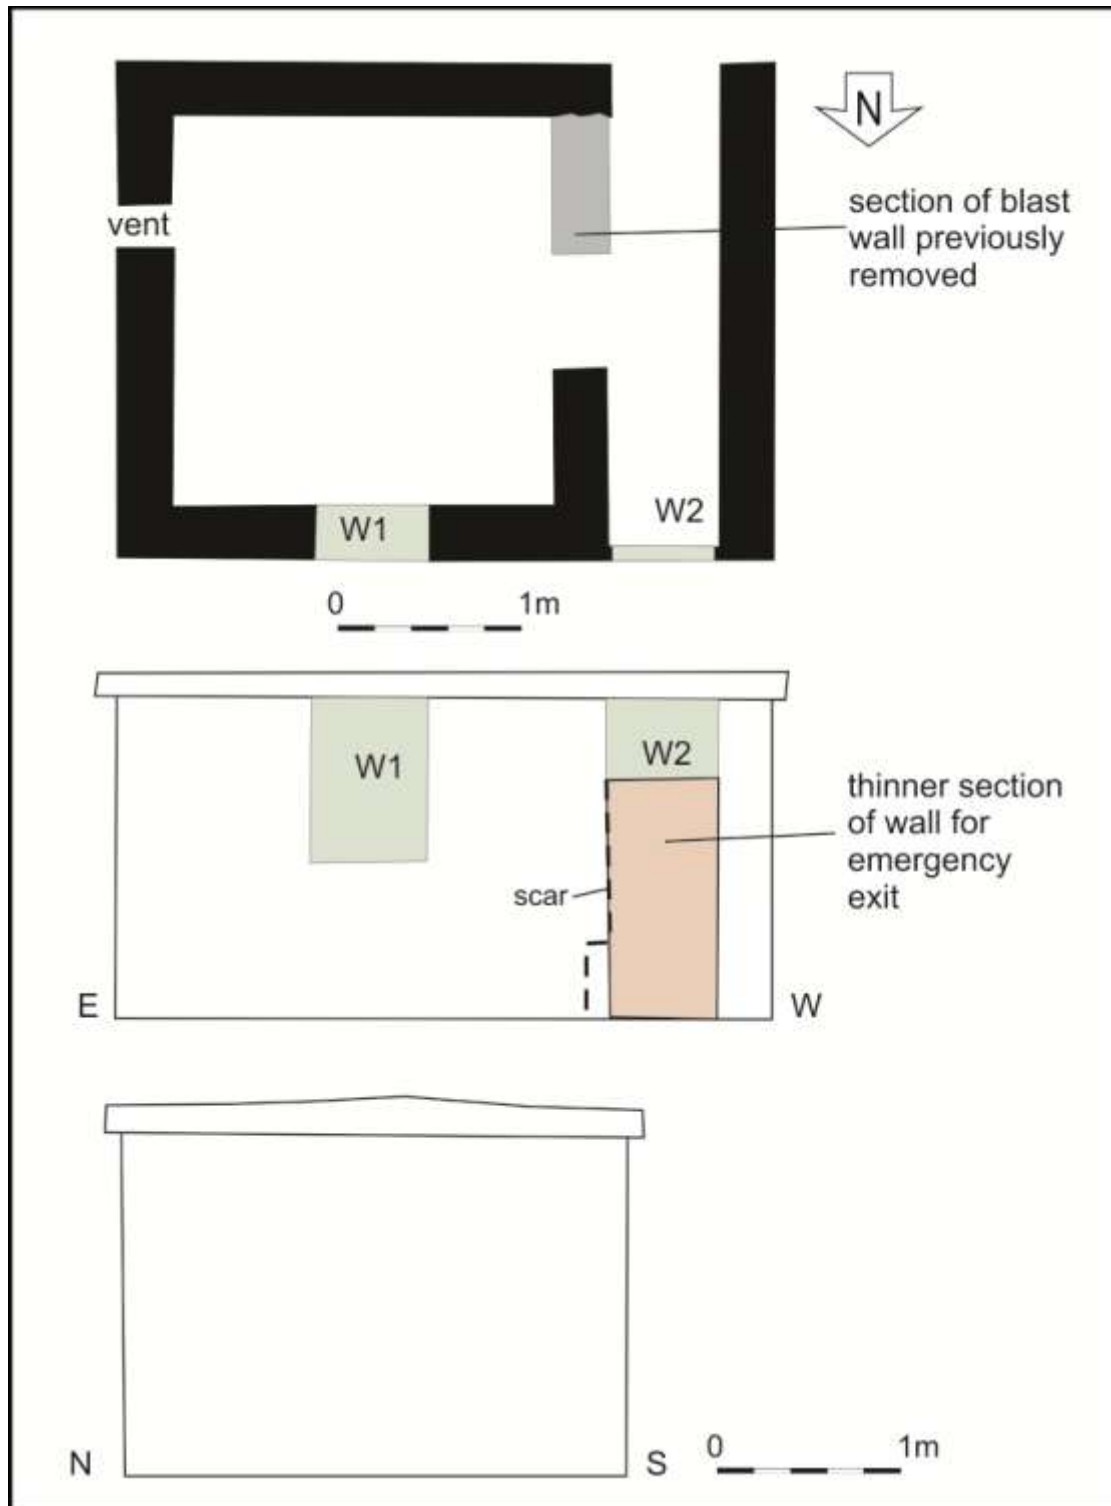 N
section of blast
wall previously
removed
vent
W1
W2
0 1m
W1
W2
thinner section
of wall for
emergency
exit
scar
E
W
N
S
0 1m